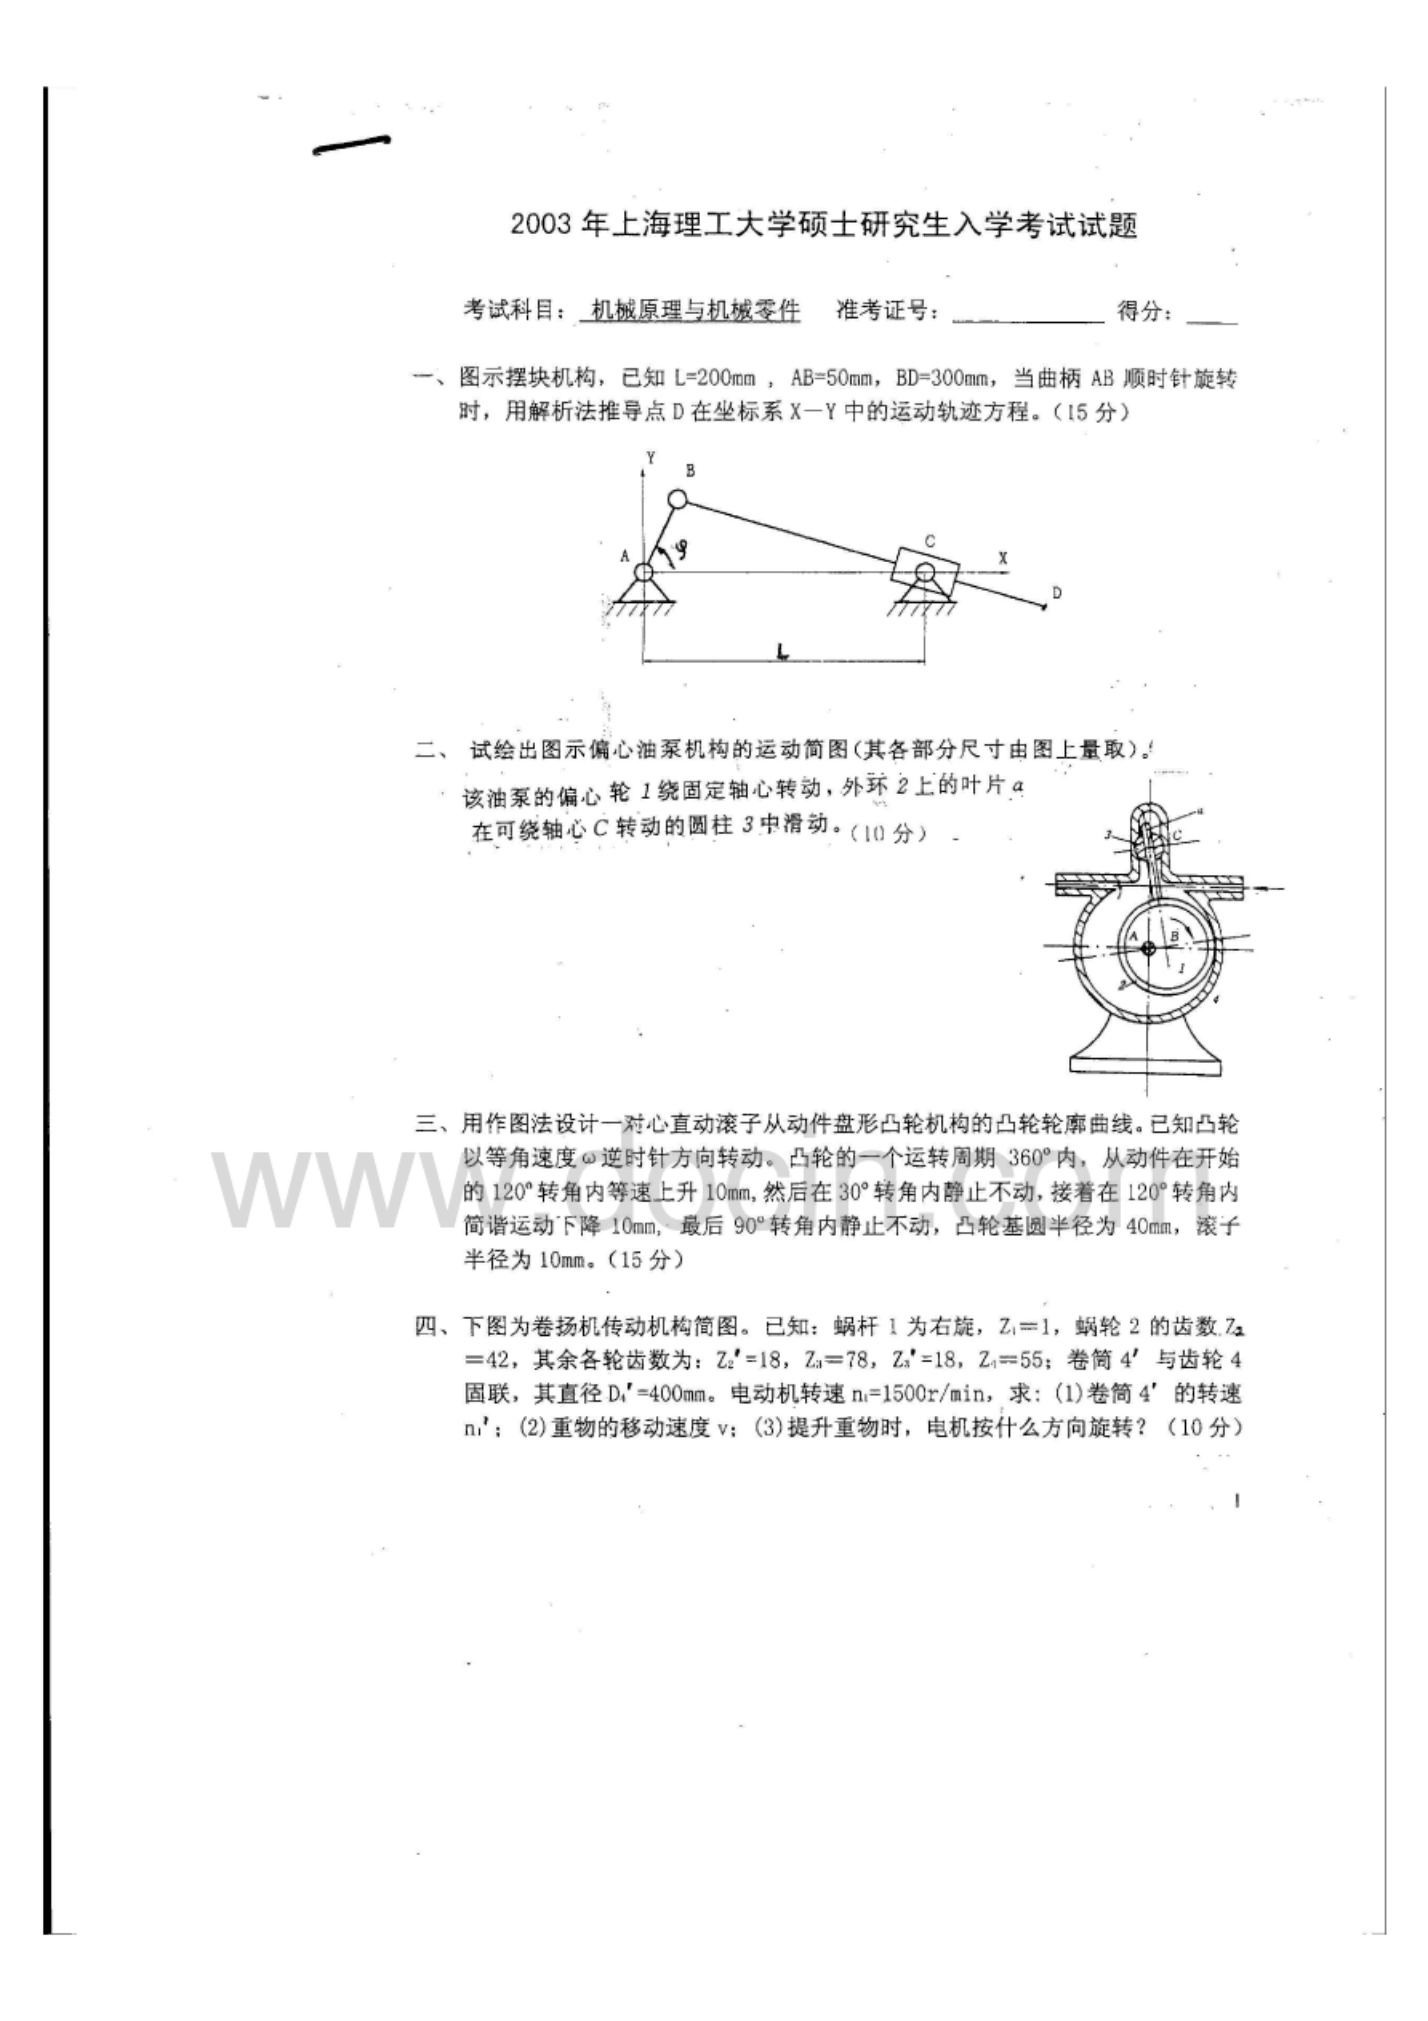 2003 年上海理工大学硕士研究生入学考试试题
考试科目： 机械原理与机械零件 准考证号： 得分：
一、图示摆块机构，已知 L=200mm ，AB=50mm，BD=300mm，当曲柄 AB 顺时针旋转
时，用解析法推导点 D 在坐标系 X－Y 中的运动轨迹方程。（15 分）
Y
B
A
φ
C
X
D
L
二、 试绘出图示偏心油泵机构的运动简图（其各部分尺寸由图上量取）。
该油泵的偏心轮 1 绕固定轴心转动，外环 2 上的叶片 a
在可绕轴心 C 转动的圆柱 3 中滑动。（10 分）
a
3
C
A
B
1
2
4
三、用作图法设计一对心直动滚子从动件盘形凸轮机构的凸轮轮廓曲线。已知凸轮
以等角速度ω逆时针方向转动。凸轮的一个运转周期 360°内，从动件在开始
的 120°转角内等速上升 10mm，然后在 30°转角内静止不动，接着在 120°转角内
简谐运动下降 10mm，最后 90°转角内静止不动，凸轮基圆半径为 40mm，滚子
半径为 10mm。（15 分）
四、下图为卷扬机传动机构简图。已知：蜗杆 1 为右旋，Z₁＝1，蜗轮 2 的齿数 Z₂
＝42，其余各轮齿数为：Z₂′=18，Z₃＝78，Z₃′=18，Z₄＝55；卷筒 4′ 与齿轮 4
固联，其直径 D₄′=400mm。电动机转速 n₁=1500r/min，求：(1)卷筒 4′ 的转速
n₄′；(2)重物的移动速度 v；(3)提升重物时，电机按什么方向旋转？（10 分）
1
www.docin.com